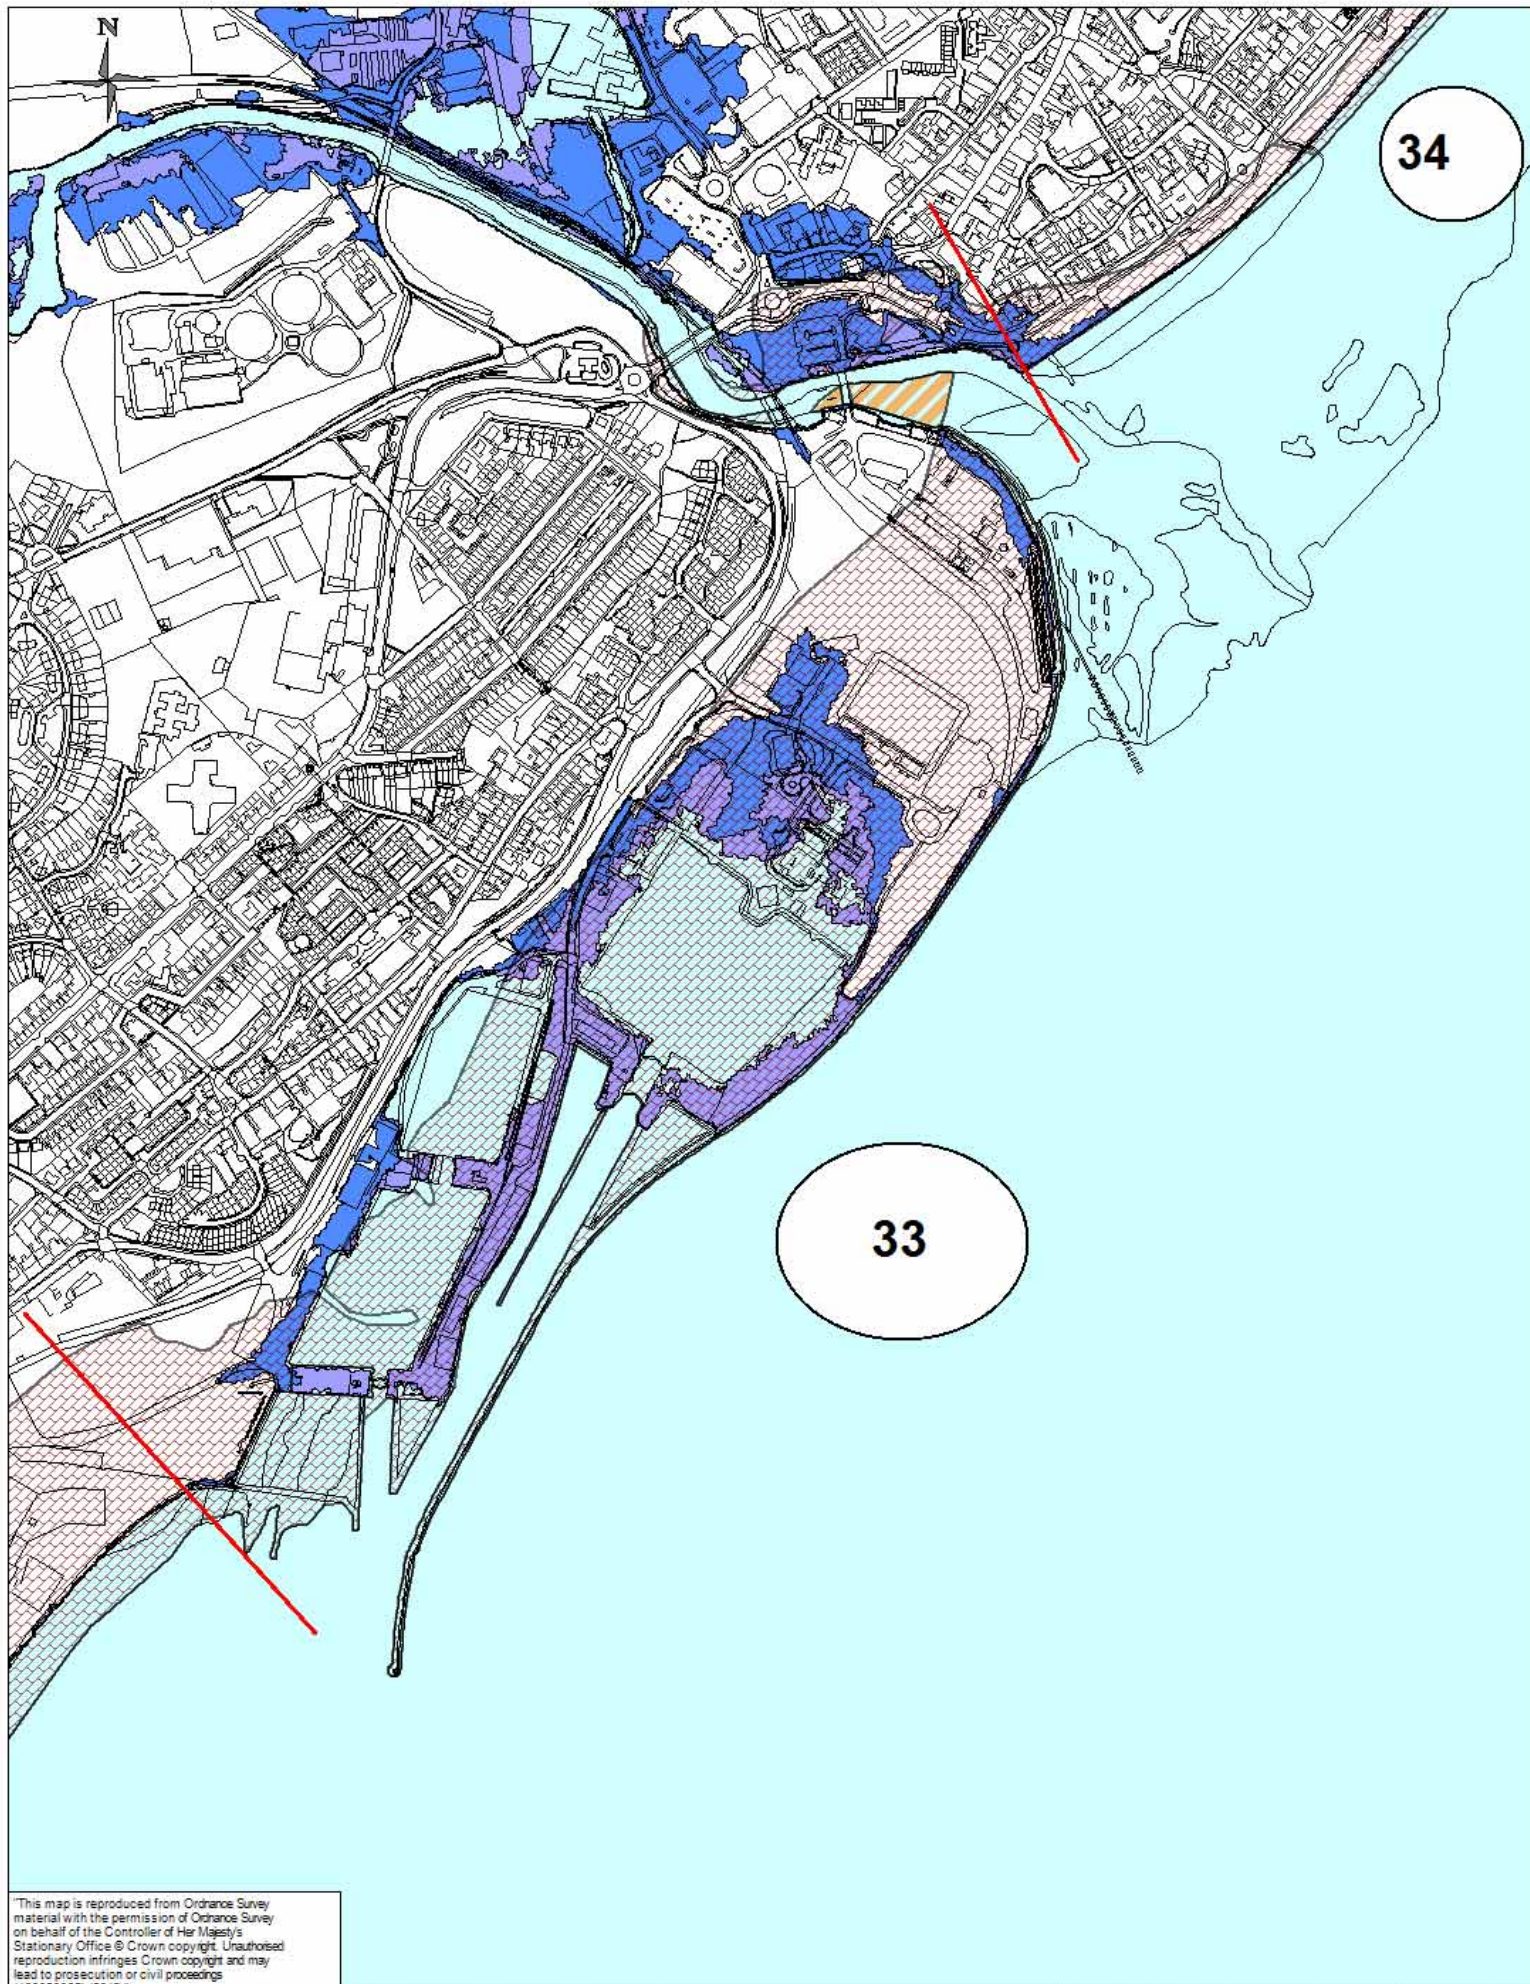 N
34
33
"This map is reproduced from Ordnance Survey
material with the permission of Ordnance Survey
on behalf of the Controller of Her Majesty's
Stationary Office © Crown copyright. Unauthorised
reproduction infringes Crown copyright and may
lead to prosecution or civil proceedings